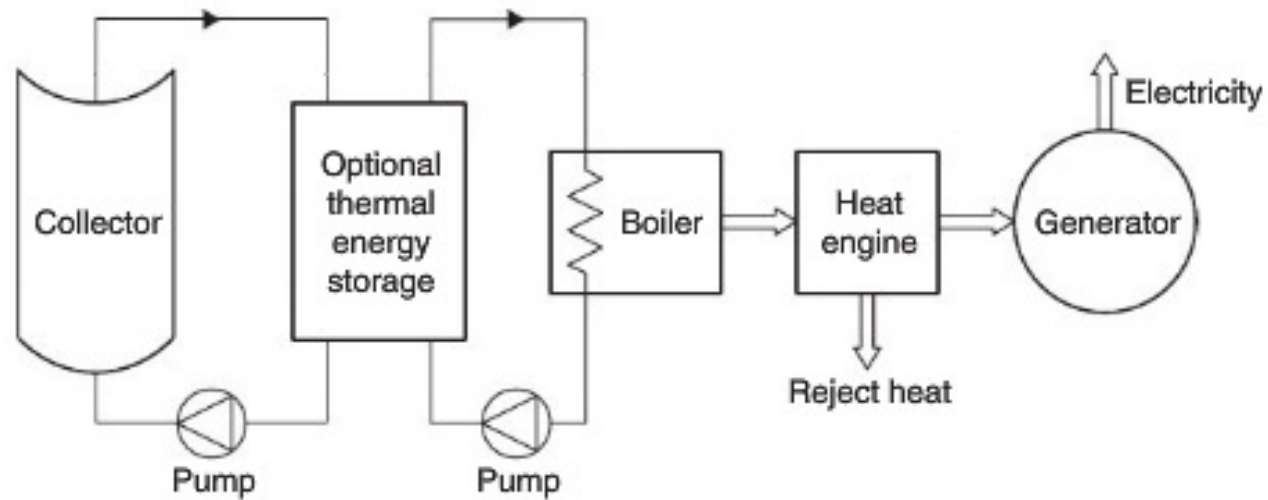 Collector
Optional
thermal
energy
storage
Boiler
Heat
engine
Generator
Electricity
Reject heat
Pump
Pump